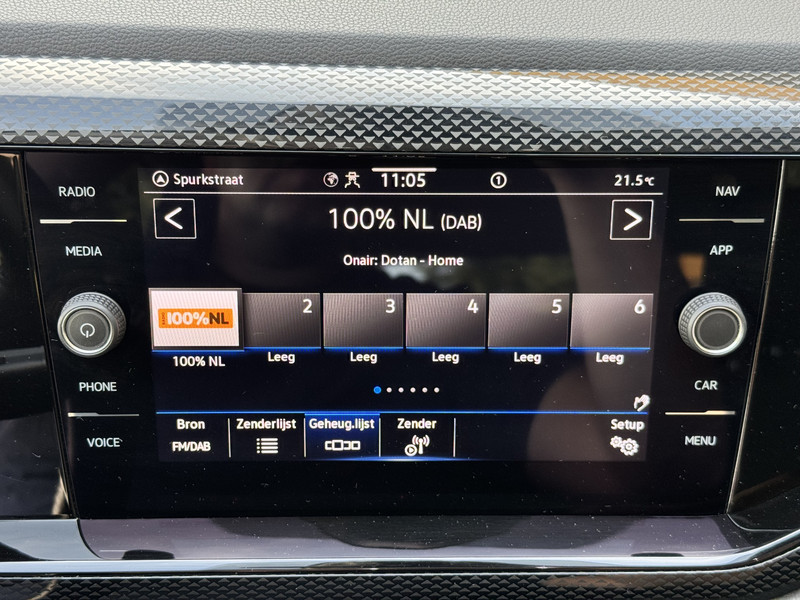 RADIO
MEDIA
PHONE
VOICE
Spurkstraat
11:05
1
21.5°C
100% NL (DAB)
Onair: Dotan - Home
100%NL
2
3
4
5
6
100% NL
Leeg
Leeg
Leeg
Leeg
Leeg
Bron
Zenderlijst
Geheug.lijst
Zender
Setup
FM/DAB
NAV
APP
CAR
MENU